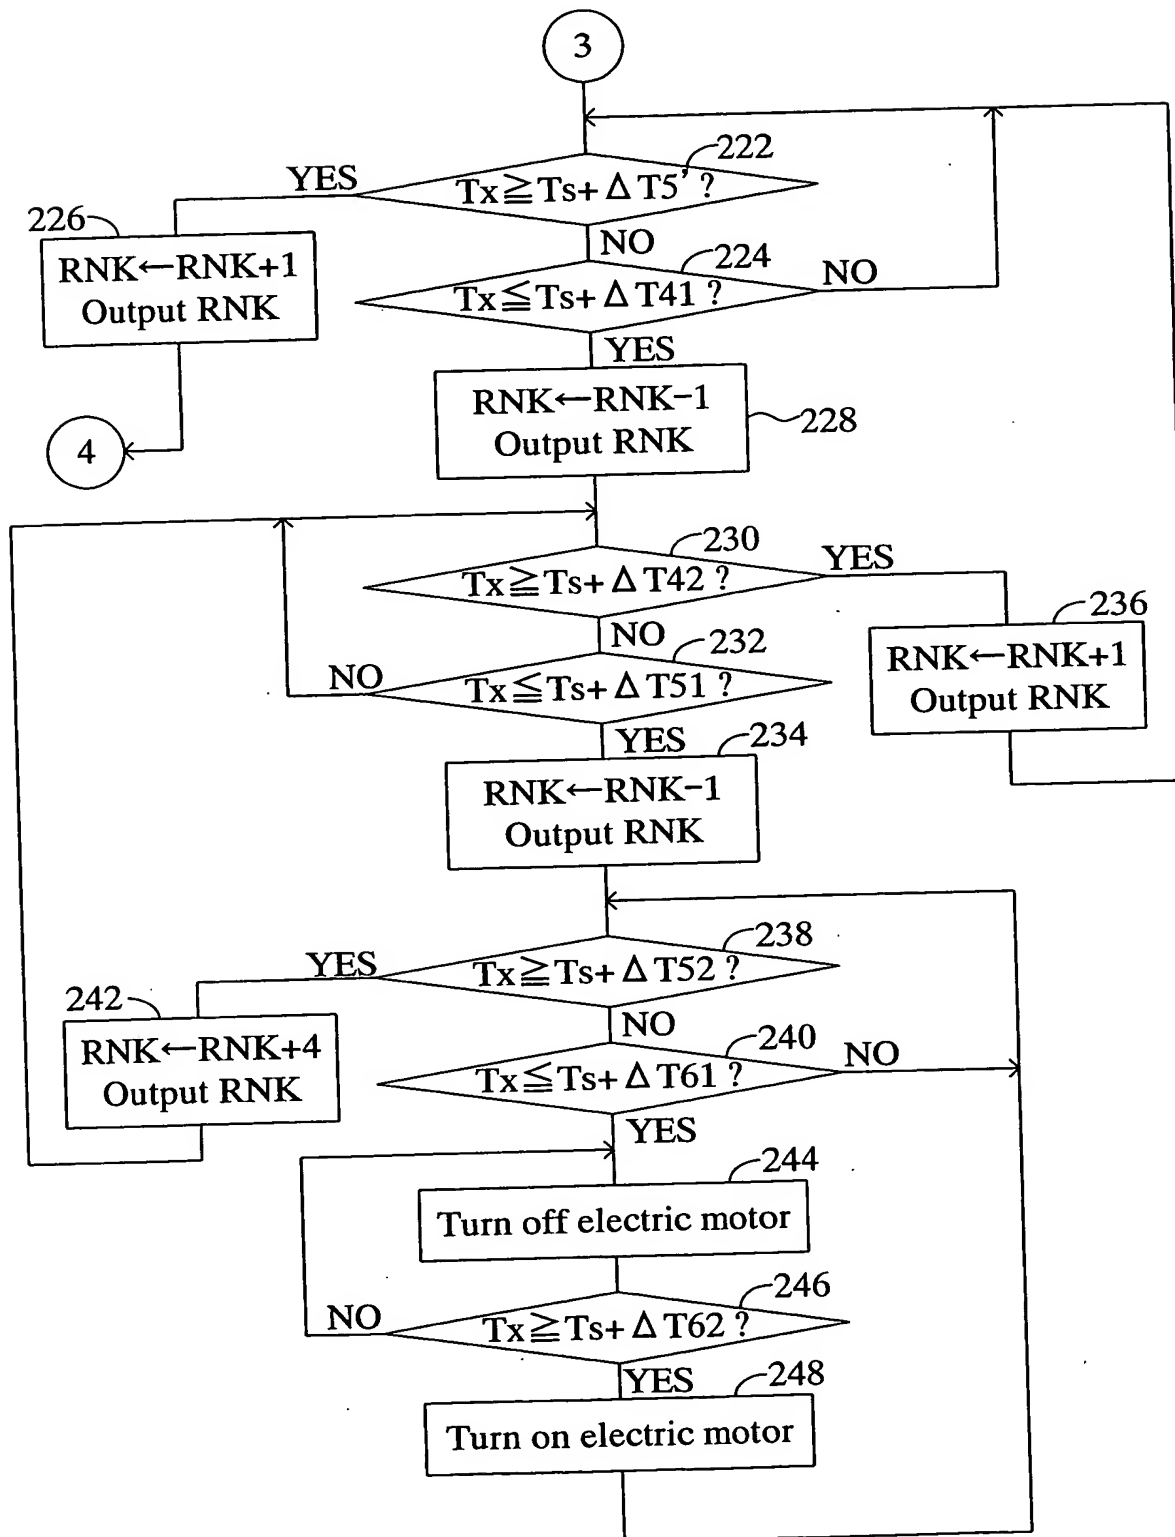 3
222
YES
Tx≧Ts+ΔT5' ?
NO
226
RNK←RNK+1
Output RNK
224
NO
Tx≦Ts+ΔT41 ?
YES
RNK←RNK−1
Output RNK
228
4
230
YES
Tx≧Ts+ΔT42 ?
NO
236
RNK←RNK+1
Output RNK
232
NO
Tx≦Ts+ΔT51 ?
YES
234
RNK←RNK−1
Output RNK
238
YES
Tx≧Ts+ΔT52 ?
NO
242
RNK←RNK+4
Output RNK
240
NO
Tx≦Ts+ΔT61 ?
YES
244
Turn off electric motor
246
NO
Tx≧Ts+ΔT62 ?
YES
248
Turn on electric motor